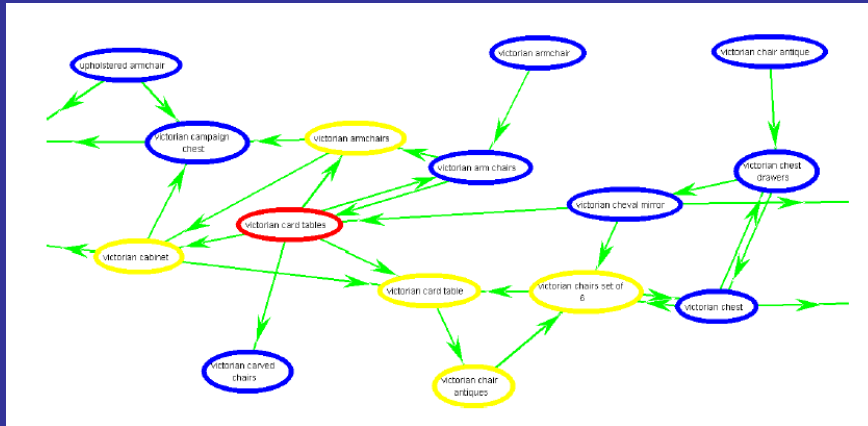 victorian armchair
victorian chair antique
upholstered armchair
victorian campaign
chest
victorian armchairs
victorian arm chairs
victorian chest
drawers
victorian cheval mirror
victorian card tables
victorian cabinet
victorian card table
victorian chairs set of
6
victorian chest
victorian carved
chairs
victorian chair
antiques